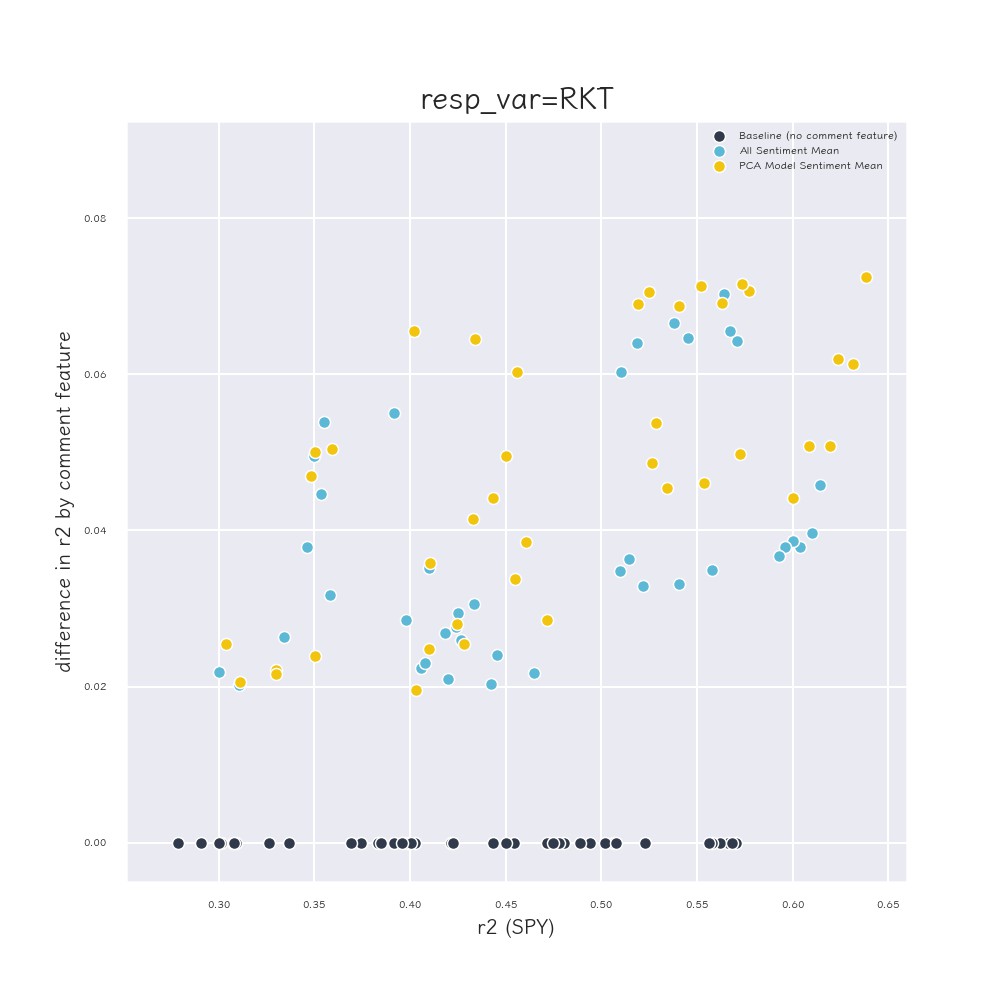 resp_var=RKT
Baseline (no comment feature)
All Sentiment Mean
PCA Model Sentiment Mean
difference in r2 by comment feature
0.08
0.06
0.04
0.02
0.00
0.30 0.35 0.40 0.45 0.50 0.55 0.60 0.65
r2 (SPY)